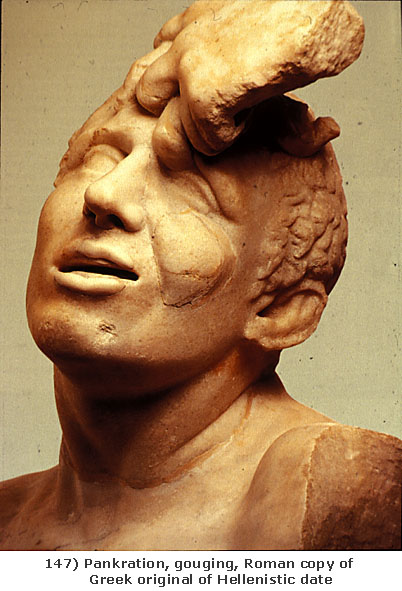 147) Pankration, gouging, Roman copy of
Greek original of Hellenistic date